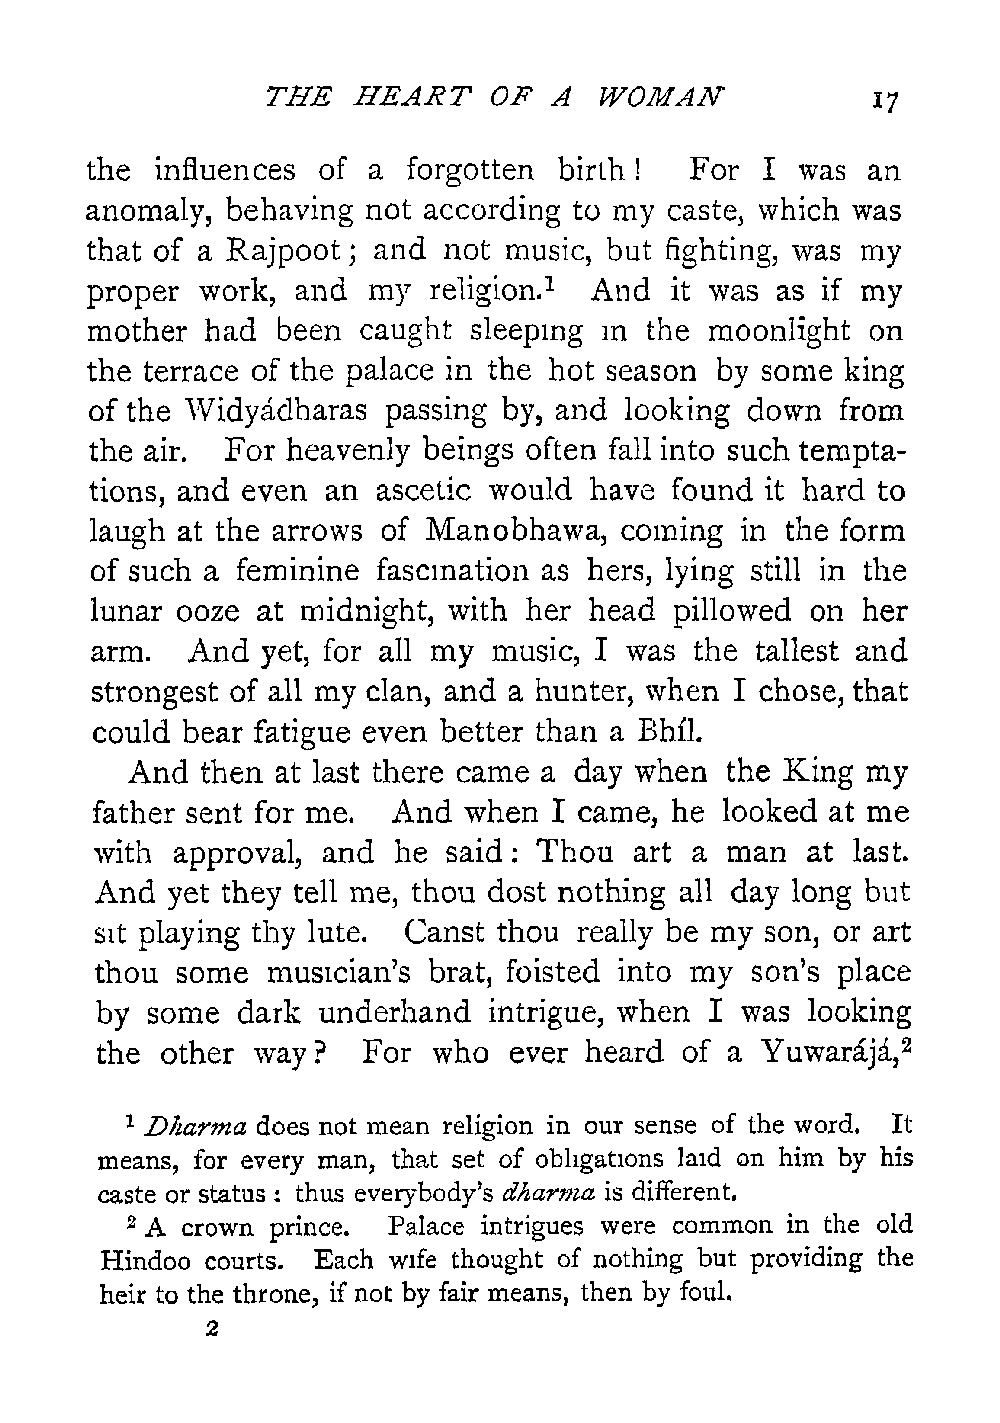 THE HEART OF A WOMAN 17
the influences of a forgotten birth! For I was an
anomaly, behaving not according to my caste, which was
that of a Rajpoot; and not music, but fighting, was my
proper work, and my religion.¹ And it was as if my
mother had been caught sleeping in the moonlight on
the terrace of the palace in the hot season by some king
of the Widyádharas passing by, and looking down from
the air. For heavenly beings often fall into such tempta-
tions, and even an ascetic would have found it hard to
laugh at the arrows of Manobhawa, coming in the form
of such a feminine fascination as hers, lying still in the
lunar ooze at midnight, with her head pillowed on her
arm. And yet, for all my music, I was the tallest and
strongest of all my clan, and a hunter, when I chose, that
could bear fatigue even better than a Bhíl.
And then at last there came a day when the King my
father sent for me. And when I came, he looked at me
with approval, and he said: Thou art a man at last.
And yet they tell me, thou dost nothing all day long but
sit playing thy lute. Canst thou really be my son, or art
thou some musician's brat, foisted into my son's place
by some dark underhand intrigue, when I was looking
the other way? For who ever heard of a Yuwarájá,²
¹ Dharma does not mean religion in our sense of the word. It
means, for every man, that set of obligations laid on him by his
caste or status: thus everybody's dharma is different.
² A crown prince. Palace intrigues were common in the old
Hindoo courts. Each wife thought of nothing but providing the
heir to the throne, if not by fair means, then by foul.
2